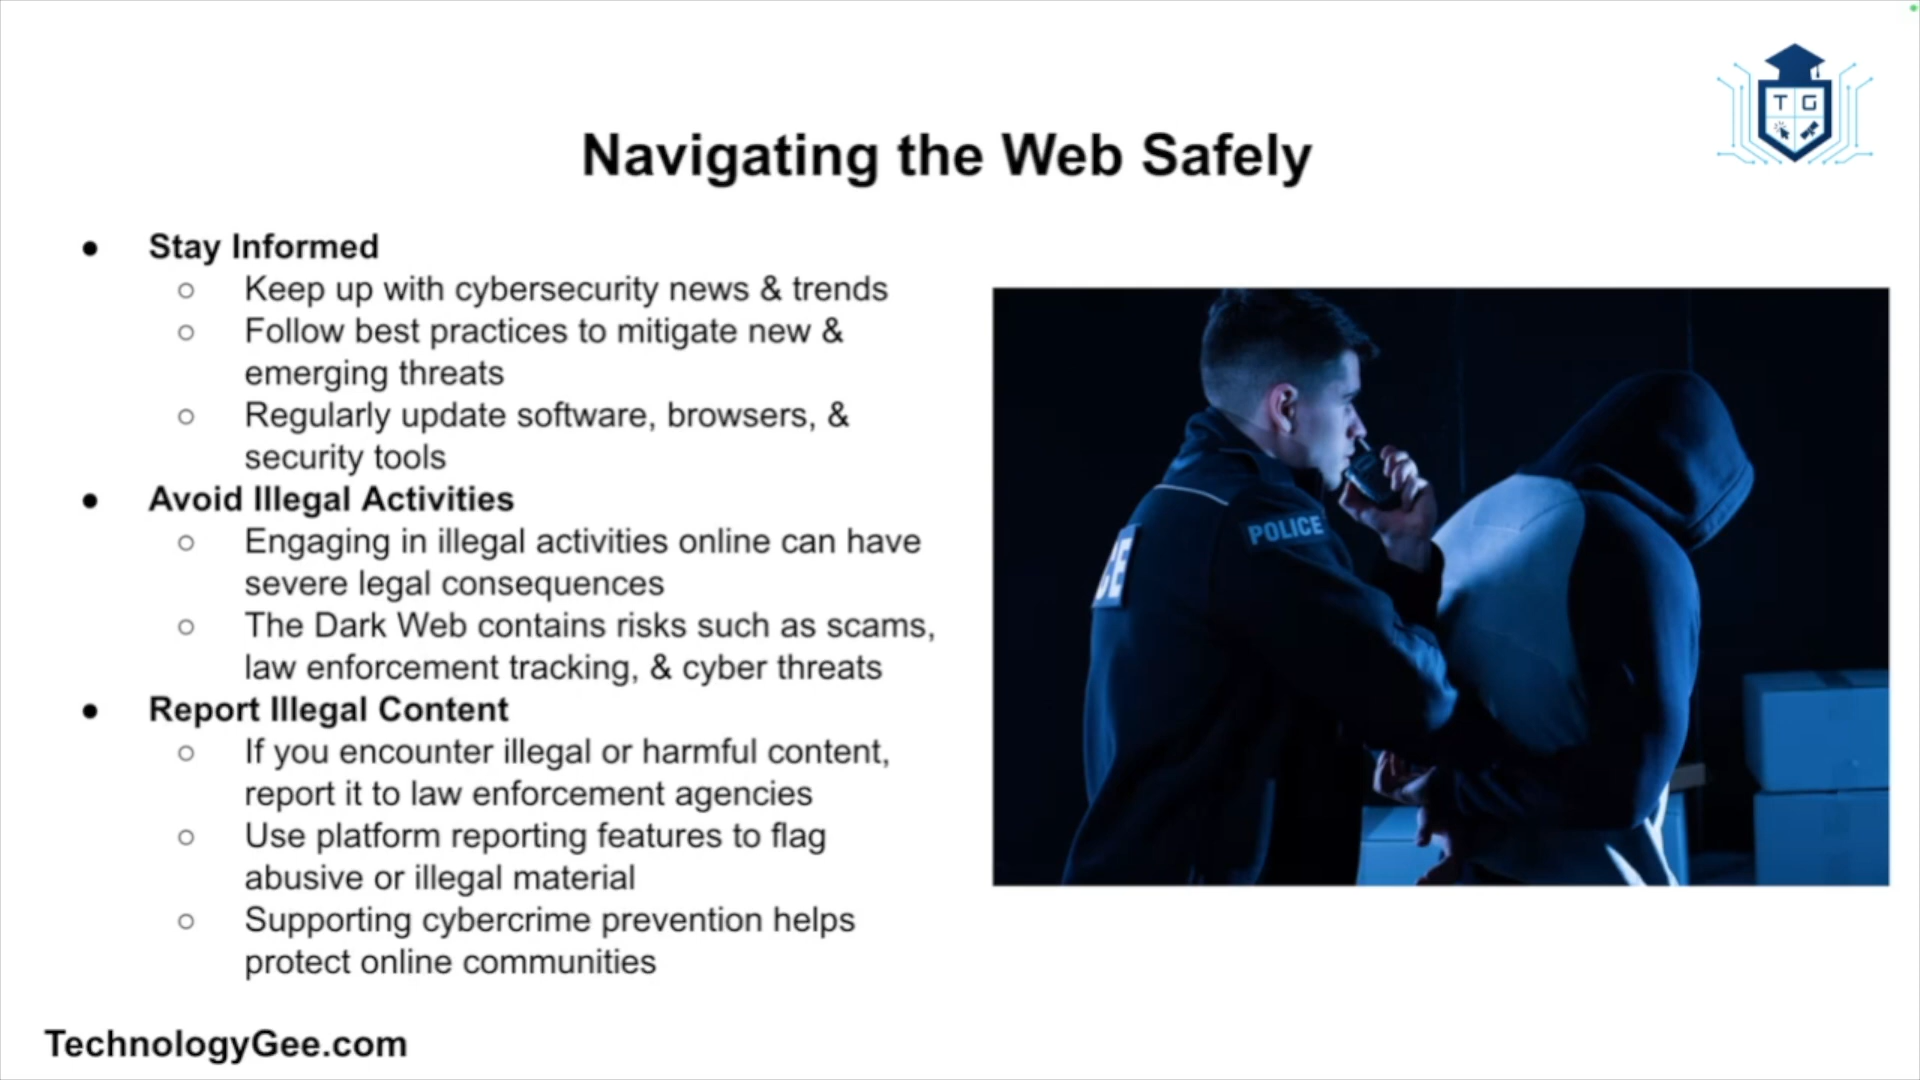 T G
Navigating the Web Safely
● Stay Informed
○ Keep up with cybersecurity news & trends
○ Follow best practices to mitigate new &
emerging threats
○ Regularly update software, browsers, &
security tools
● Avoid Illegal Activities
○ Engaging in illegal activities online can have
severe legal consequences
○ The Dark Web contains risks such as scams,
law enforcement tracking, & cyber threats
● Report Illegal Content
○ If you encounter illegal or harmful content,
report it to law enforcement agencies
○ Use platform reporting features to flag
abusive or illegal material
○ Supporting cybercrime prevention helps
protect online communities
POLICE
CE
TechnologyGee.com